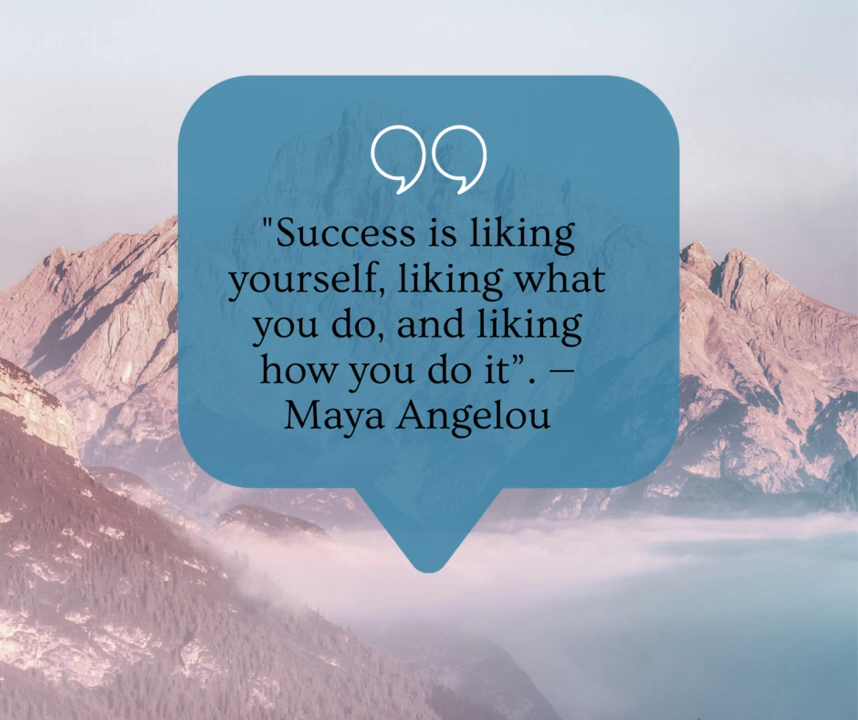 "Success is liking
yourself, liking what
you do, and liking
how you do it”. –
Maya Angelou